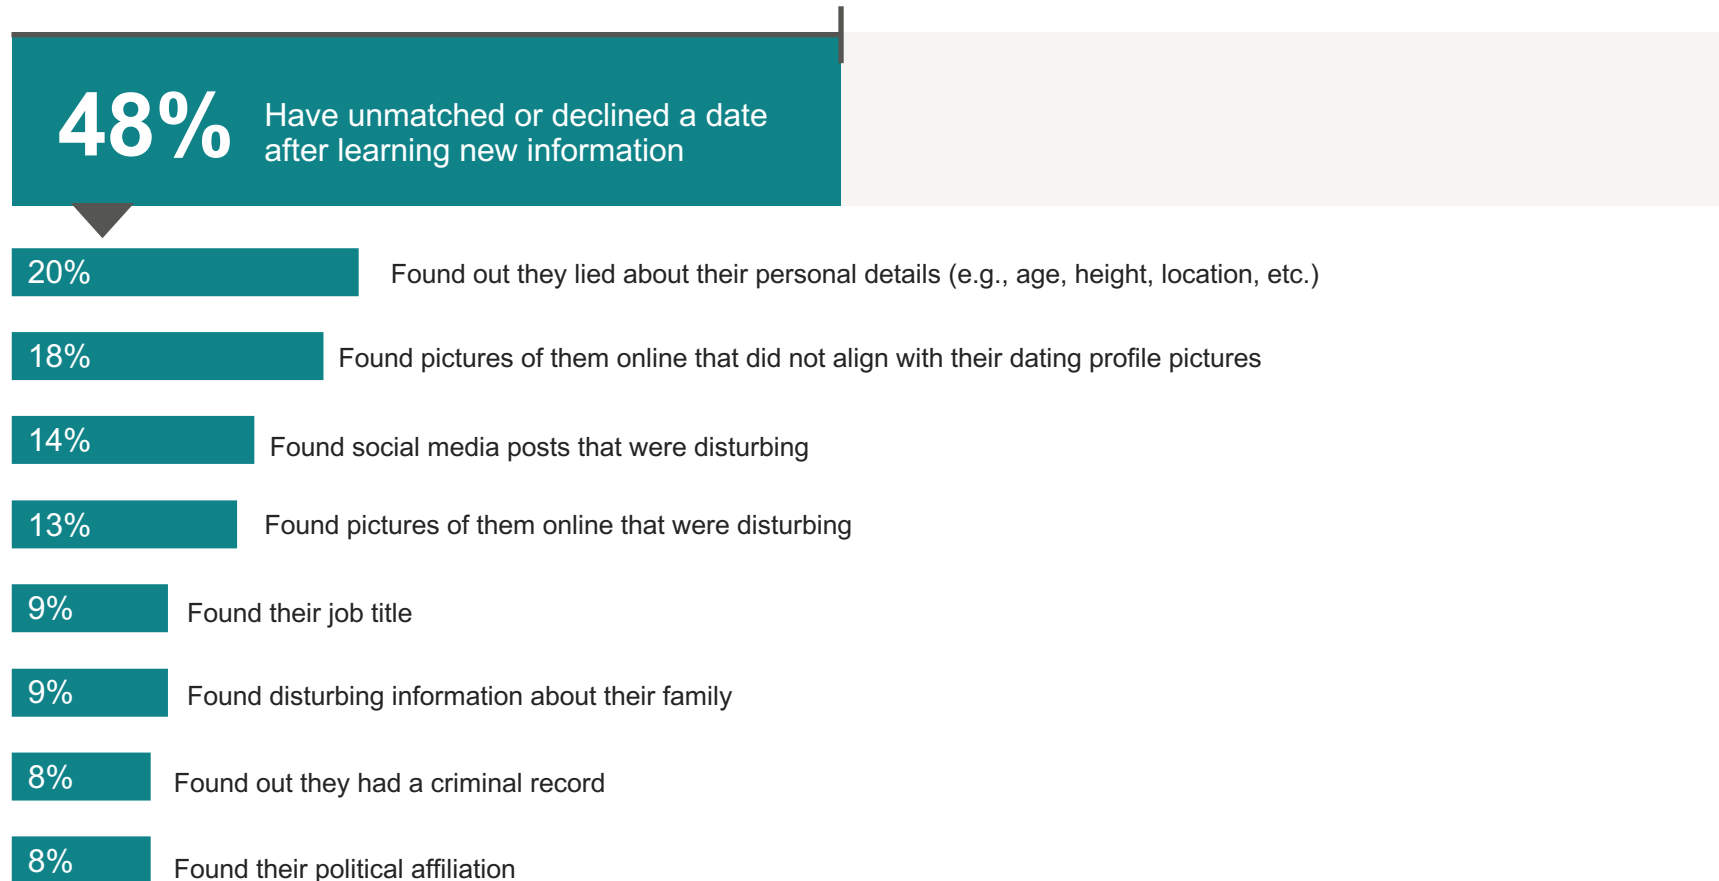 48%
Have unmatched or declined a date
after learning new information
20% Found out they lied about their personal details (e.g., age, height, location, etc.)
18% Found pictures of them online that did not align with their dating profile pictures
14% Found social media posts that were disturbing
13% Found pictures of them online that were disturbing
9% Found their job title
9% Found disturbing information about their family
8% Found out they had a criminal record
8% Found their political affiliation